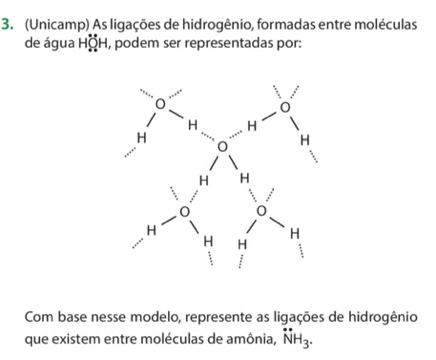 3. (Unicamp) As ligações de hidrogênio, formadas entre moléculas
de água HÖ̤H, podem ser representadas por:
O O
H H H H
O
H H
O O
H H H H
Com base nesse modelo, represente as ligações de hidrogênio
que existem entre moléculas de amônia, N̈H₃.